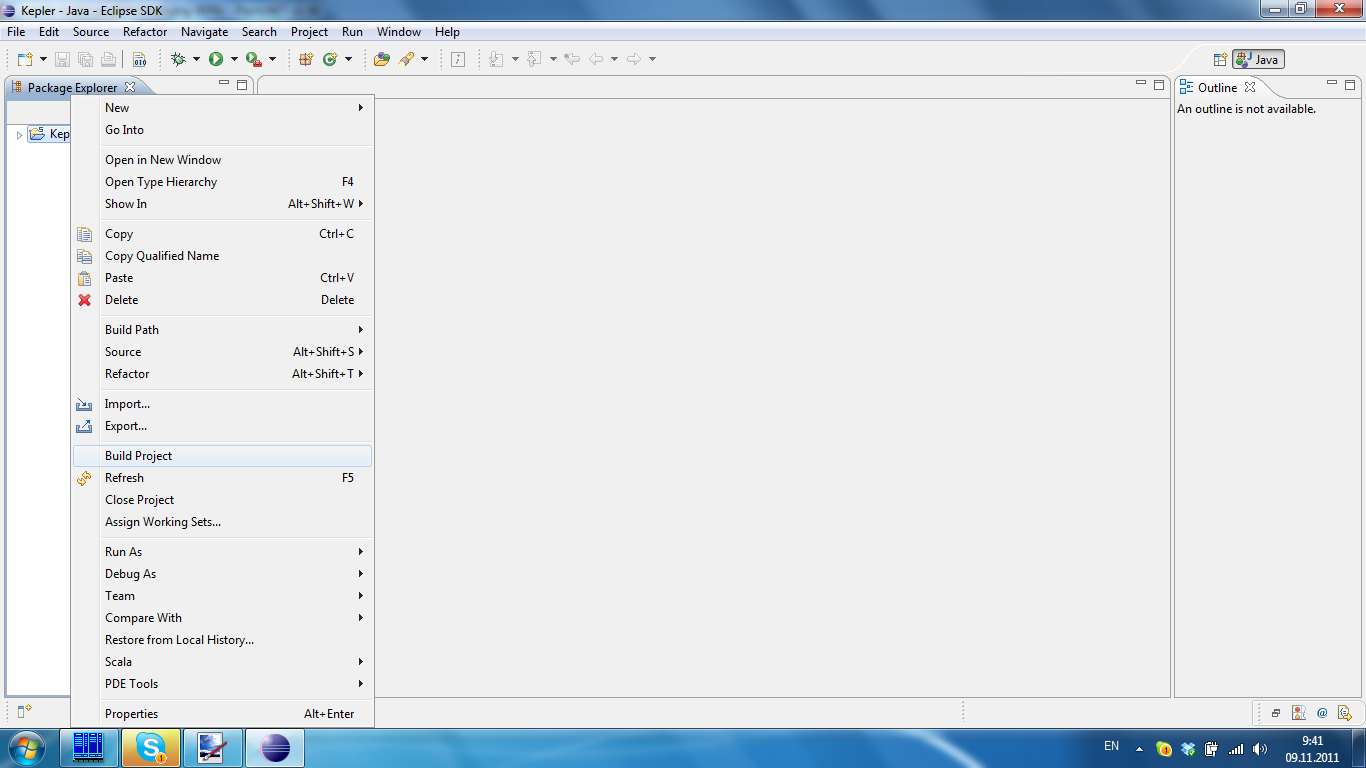 Kepler - Java - Eclipse SDK
File Edit Source Refactor Navigate Search Project Run Window Help
010
Java
Package Explorer
Outline
An outline is not available.
Kep
New
Go Into
Open in New Window
Open Type Hierarchy F4
Show In Alt+Shift+W
Copy Ctrl+C
Copy Qualified Name
Paste Ctrl+V
Delete Delete
Build Path
Source Alt+Shift+S
Refactor Alt+Shift+T
Import...
Export...
Build Project
Refresh F5
Close Project
Assign Working Sets...
Run As
Debug As
Team
Compare With
Restore from Local History...
Scala
PDE Tools
Properties Alt+Enter
EN
9:41
09.11.2011